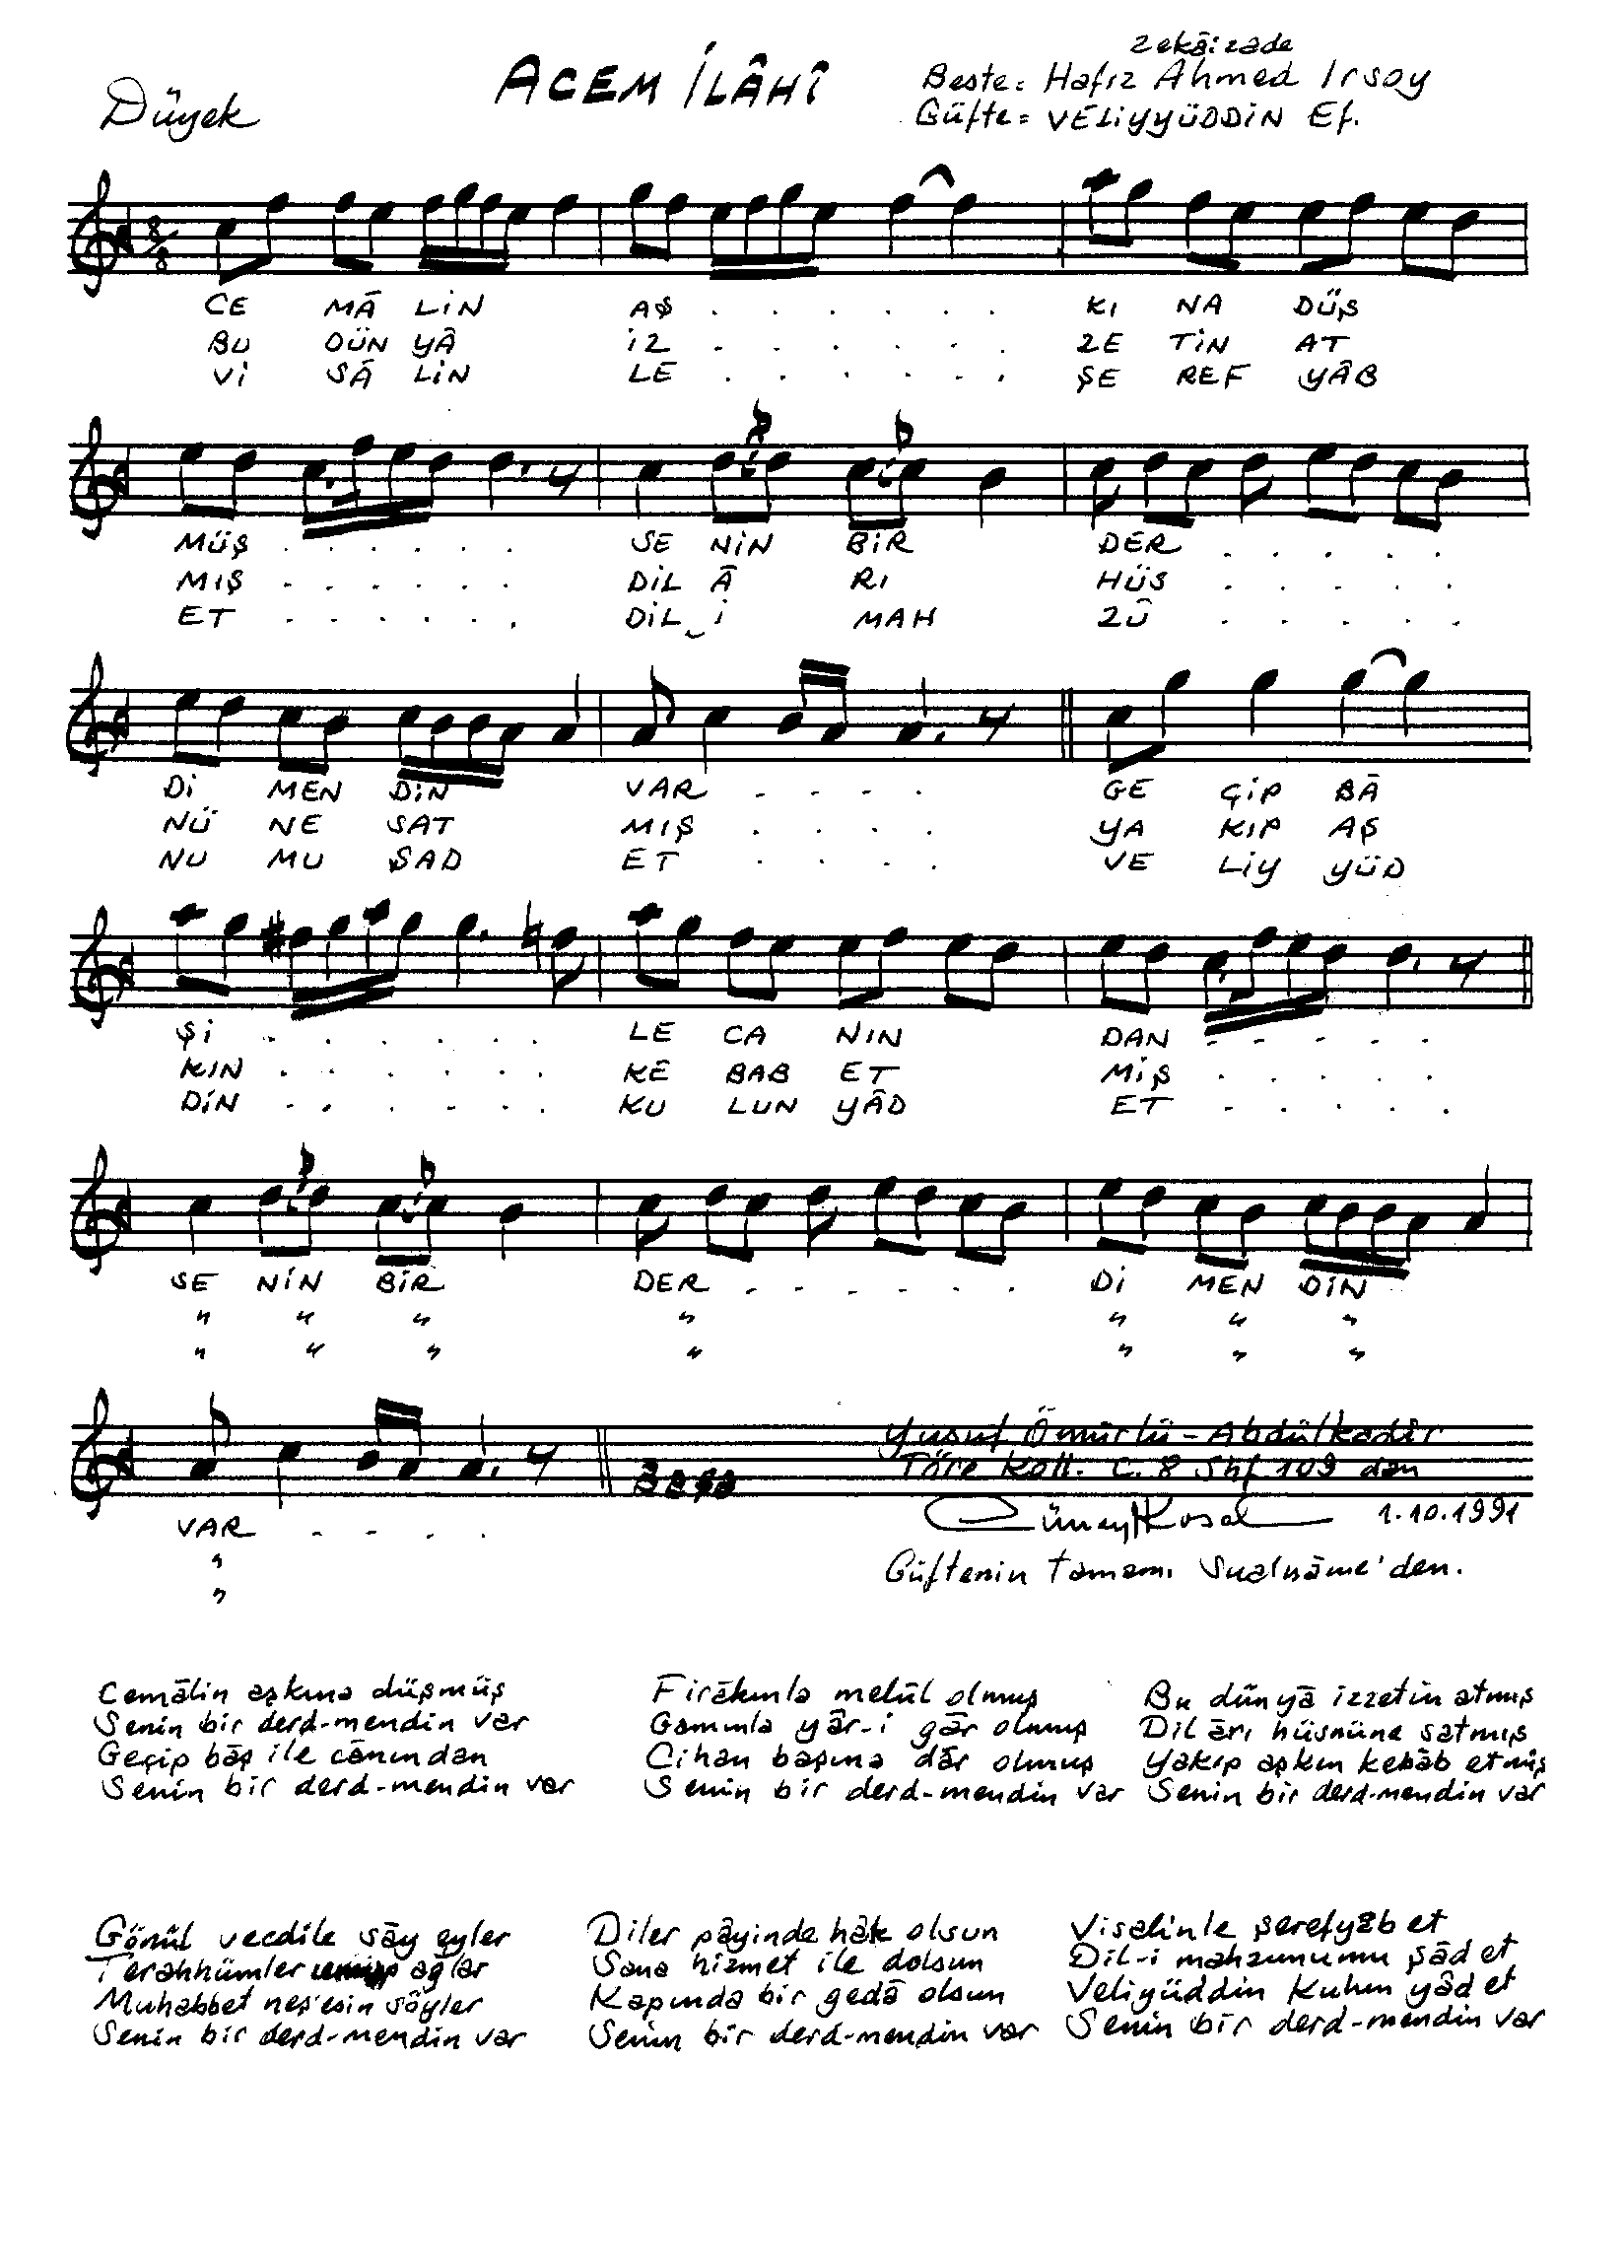 Düyek
ACEM İLÂHÎ
Zekâizade
Beste: Hafız Ahmed Irsoy
Güfte: VELİYYÜDDİN Ef.
8/8
CE MÂ LİN AŞ . . . . . . KI NA DÜŞ
BU DÜN YÂ İZ . . . . . . ZE TİN AT
Vİ SÂ LİN LE . . . . . . ŞE REF YÂB
MÜŞ . . . . . . SE NİN BİR DER . . . . .
MIŞ . . . . . . DİL Â RI HÜS . . . . .
ET . . . . . . DİL İ MAH ZÛ . . . . .
Dİ MEN DİN VAR . . . . GE ÇİP BÂ
NÜ NE SAT MIŞ . . . . YA KIP AŞ
NU MU ŞAD ET . . . . VE LİY YÜD
Şİ . . . . . . LE CA NIN DAN . . . . .
KIN . . . . . . KE BAB ET MİŞ . . . . .
DİN . . . . . . KU LUN YÂD ET . . . . .
SE NİN BİR DER . . . . . . Dİ MEN DİN
" " " " " " "
" " " " " " "
VAR . . . .
"
"
Yusuf Ömürlü - Abdülkadir
Töre Koll. C. 8 Shf 109 dan
Cüneyt Kosal 1.10.1991
Güftenin tamamı Sualnâme'den.
Cemâlin aşkına düşmüş
Senin bir derd-mendin var
Geçip bâş ile cânından
Senin bir derd-mendin var
Firâkınla melûl olmuş
Gamınla yâr-i gâr olmuş
Cihan başına dâr olmuş
Senin bir derd-mendin var
Bu dünyâ izzetin atmış
Dil ârı hüsnüne satmış
Yakıp aşkın kebâb etmiş
Senin bir derd-mendin var
Gönül vecdile sây eyler
Terahhümler ağlar
Muhabbet neş'esin söyler
Senin bir derd-mendin var
Diler pâyinde hâk olsun
Sana hizmet ile dolsun
Kapında bir gedâ olsun
Senin bir derd-mendin var
Visalinle şerefyâb et
Dil-i mahzunumu şâd et
Veliyüddin kulun yâd et
Senin bir derd-mendin var